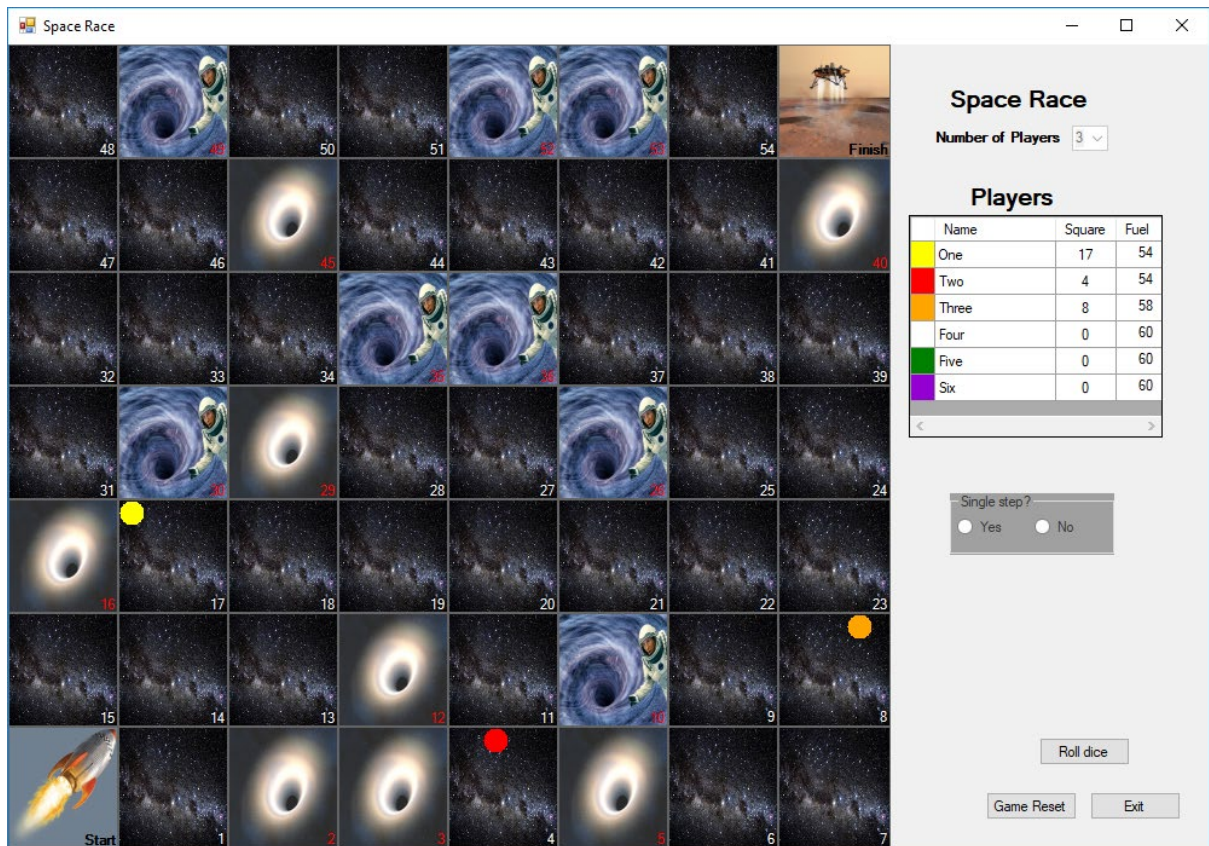 Space Race
48 49 50 51 52 53 54 Finish
47 46 45 44 43 42 41 40
32 33 34 35 36 37 38 39
31 30 29 28 27 26 25 24
16 17 18 19 20 21 22 23
15 14 13 12 11 10 9 8
Start 1 2 3 4 5 6 7
Space Race
Number of Players 3
Players
Name Square Fuel
One 17 54
Two 4 54
Three 8 58
Four 0 60
Five 0 60
Six 0 60
Single step?
Yes No
Roll dice
Game Reset Exit